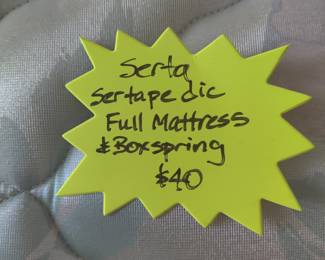 Serta
Sertapedic
Full Mattress
& Boxspring
$40